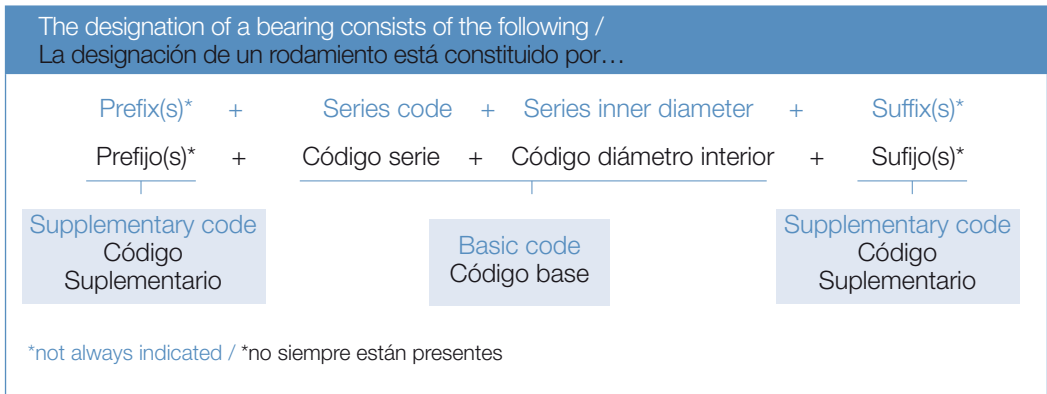 The designation of a bearing consists of the following /
La designación de un rodamiento está constituido por…
Prefix(s)* + Series code + Series inner diameter + Suffix(s)*
Prefijo(s)* + Código serie + Código diámetro interior + Sufijo(s)*
Supplementary code
Código
Suplementario
Basic code
Código base
Supplementary code
Código
Suplementario
*not always indicated / *no siempre están presentes